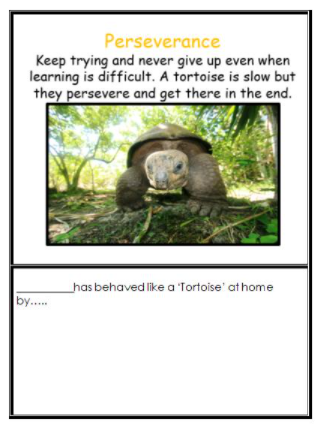 Perseverance
Keep trying and never give up even when
learning is difficult. A tortoise is slow but
they persevere and get there in the end.
__________has behaved like a 'Tortoise' at home
by.....